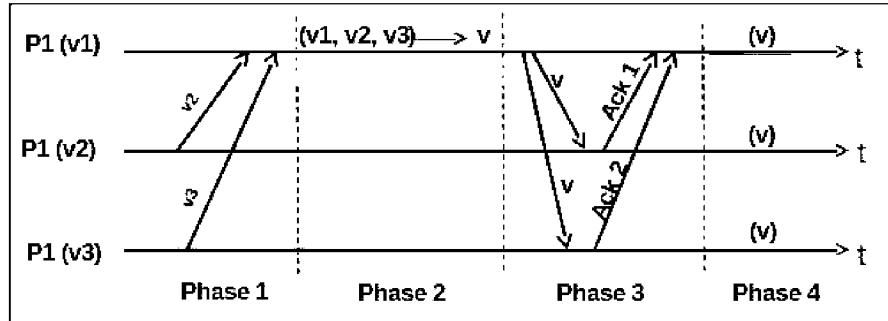 P1 (v1) (v1, v2, v3) v (v) t
v2 v Ack 1
P1 (v2) (v) t
v3 v Ack 2
P1 (v3) (v) t
Phase 1 Phase 2 Phase 3 Phase 4